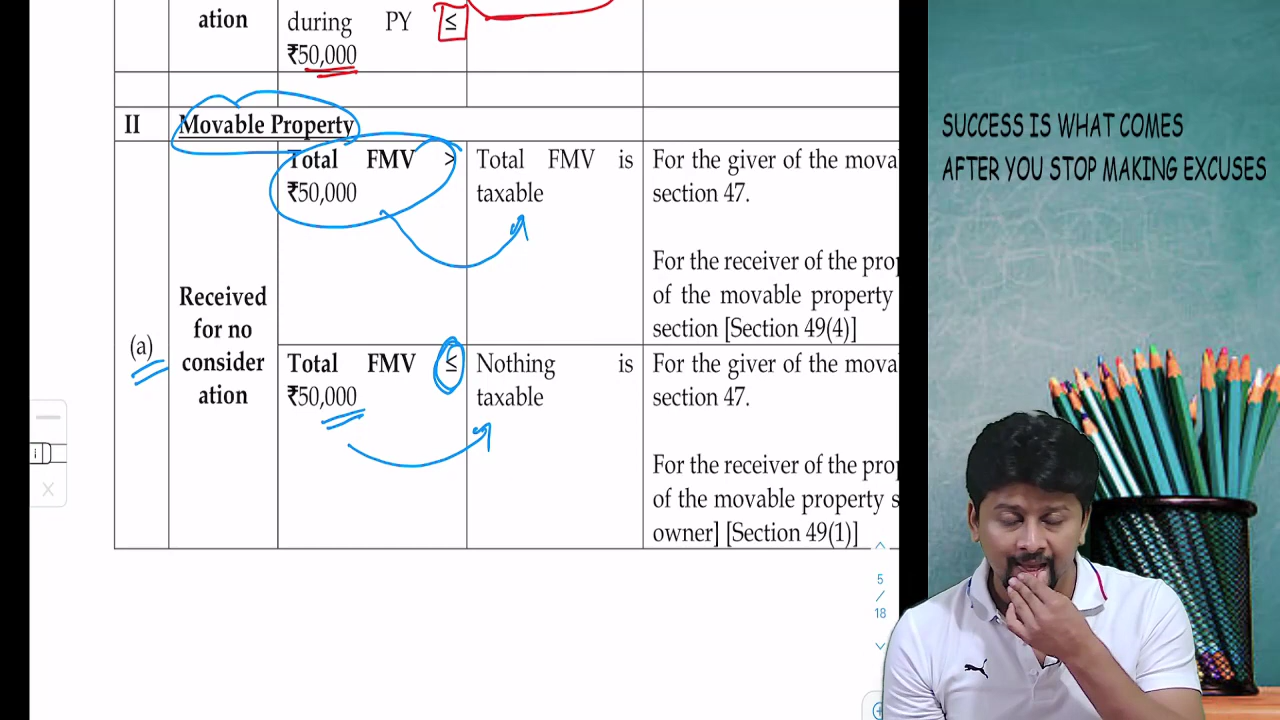 ation
during PY ≤
₹50,000
II
Movable Property
(a)
Received
for no
consider
ation
Total FMV >
₹50,000
Total FMV is
taxable
For the giver of the mova
section 47.
For the receiver of the pro
of the movable property
section [Section 49(4)]
Total FMV ≤
₹50,000
Nothing is
taxable
For the giver of the mova
section 47.
For the receiver of the pro
of the movable property s
owner] [Section 49(1)]
5
/
18
SUCCESS IS WHAT COMES
AFTER YOU STOP MAKING EXCUSES